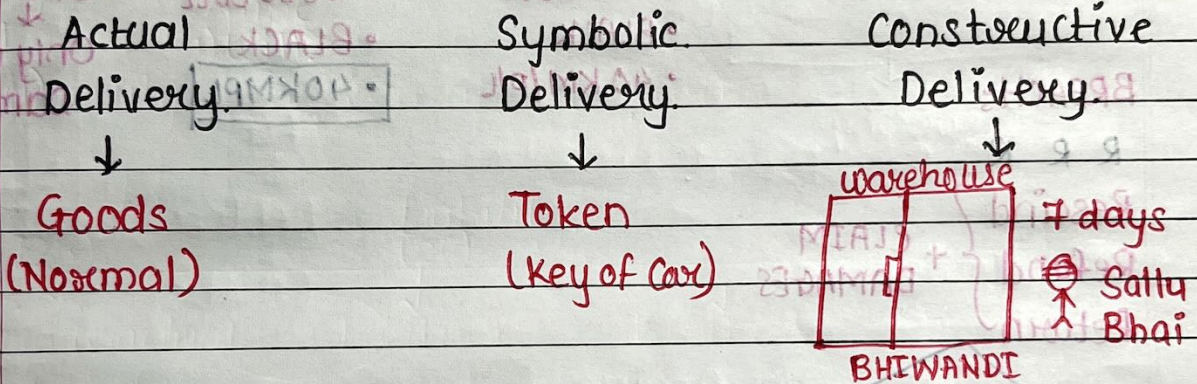 Actual Symbolic. Constructive
Delivery. Delivery. Delivery.
↓ ↓ ↓
Goods Token warehouse 7 days
(Normal) (Key of Car) Sallu
Bhai
BHIWANDI